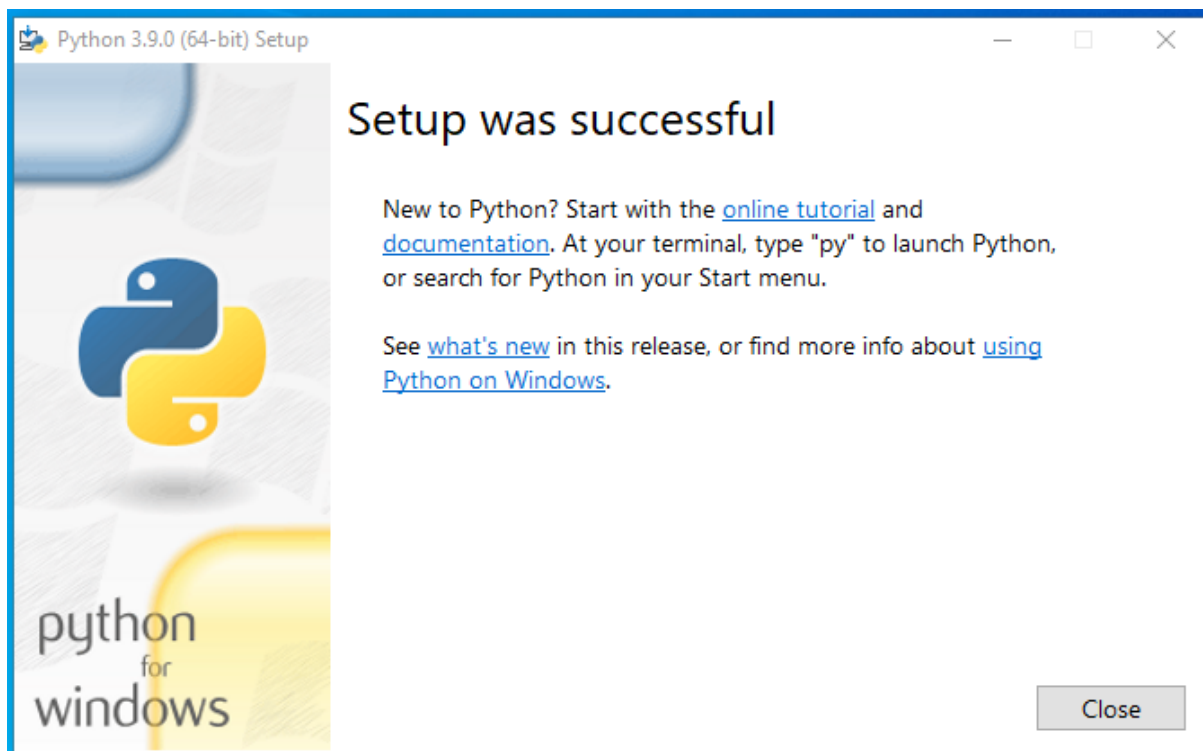 Python 3.9.0 (64-bit) Setup
Setup was successful
New to Python? Start with the online tutorial and
documentation. At your terminal, type "py" to launch Python,
or search for Python in your Start menu.
See what's new in this release, or find more info about using
Python on Windows.
python
for
windows
Close